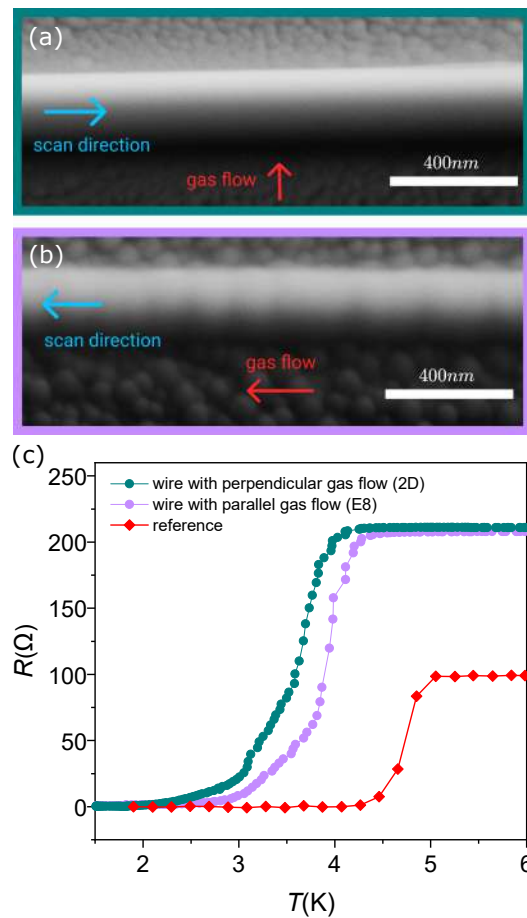 (a)
scan direction
gas flow
400nm
(b)
scan direction
gas flow
400nm
(c)
250
200
150
100
50
0
R(Ω)
wire with perpendicular gas flow (2D)
wire with parallel gas flow (E8)
reference
2 3 4 5 6
T(K)